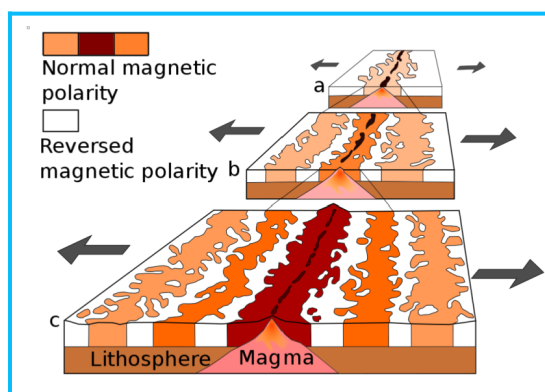 Normal magnetic
polarity
Reversed
magnetic polarity
a
b
c
Lithosphere Magma